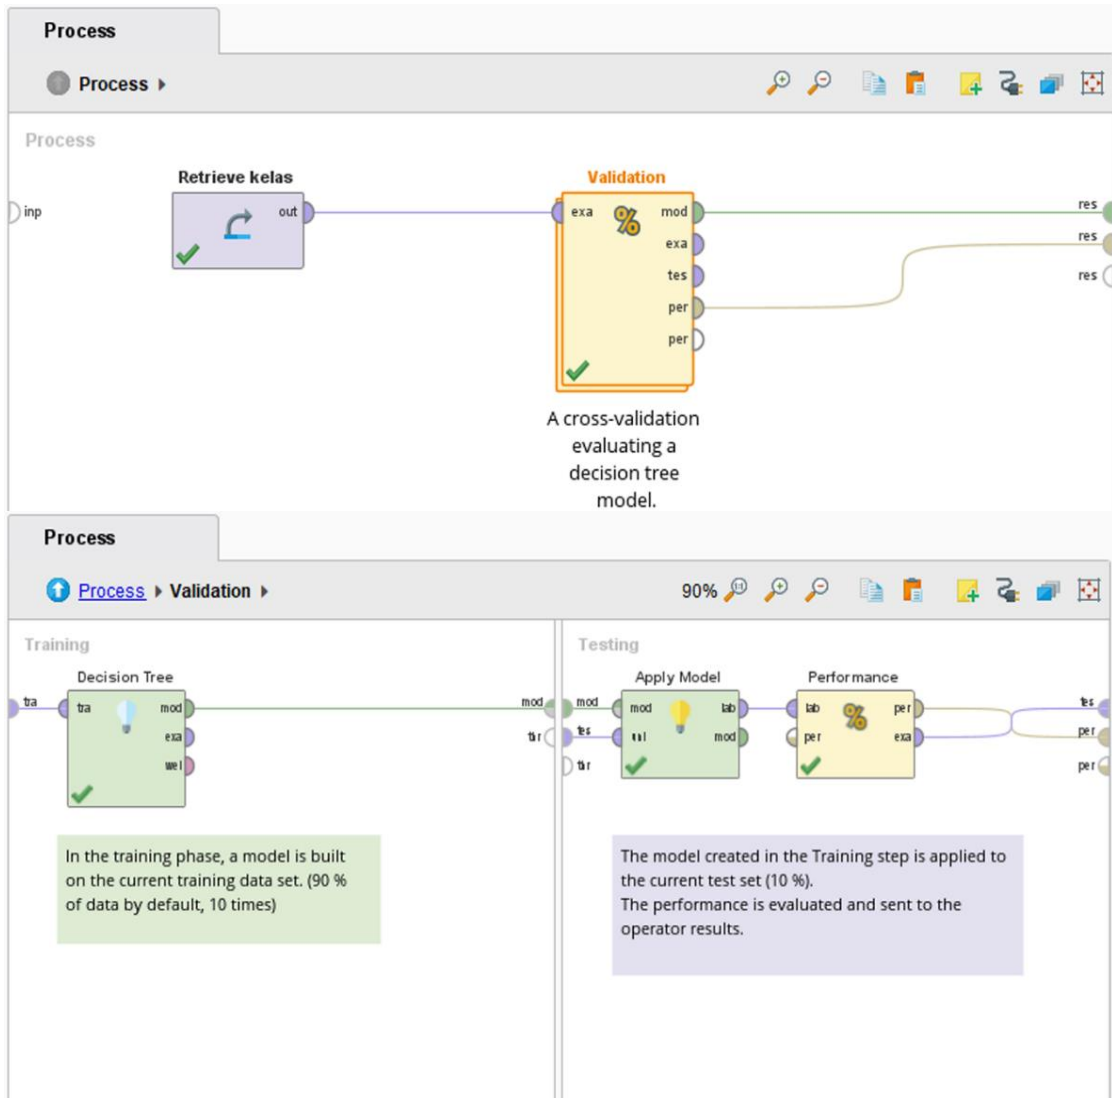 Process
Process
Process
Retrieve kelas
Validation
inp
out
exa
mod
res
exa
res
tes
res
per
per
A cross-validation
evaluating a
decision tree
model.
Process
Process
Validation
90%
Training
Testing
Decision Tree
Apply Model
Performance
tra
tra
mod
mod
mod
mod
lab
lab
per
tes
exa
thr
tes
mod
per
exa
per
wel
thr
per
In the training phase, a model is built
on the current training data set. (90 %
of data by default, 10 times)
The model created in the Training step is applied to
the current test set (10 %).
The performance is evaluated and sent to the
operator results.